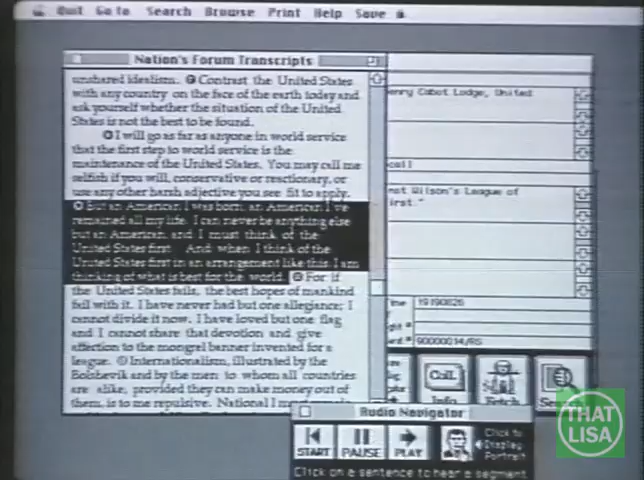 Quit Go to Search Browse Print Help Save
Nation's Forum Transcripts
unshared idealism. Contrast the United States
with any country on the face of the earth today and
ask yourself whether the situation of the United
States is not the best to be found.
I will go as far as anyone in world service
that the first step to world service is the
maintenance of the United States. You may call me
selfish if you will, conservative or reactionary, or
use any other harsh adjective you see fit to apply.
But an American I was born, an American I've
remained all my life. I can never be anything else
but an American, and I must think of the
United States first. And when I think of the
United States first in an arrangement like this I am
thinking of what is best for the world. For if
the United States fails, the best hopes of mankind
fail with it. I have never had but one allegiance; I
cannot divide it now. I have loved but one flag
and I cannot share that devotion and give
affection to the mongrel banner invented for a
league. Internationalism, illustrated by the
Bolshevik and by the men to whom all countries
are alike, provided they can make money out of
them, is to me repulsive. National I must
enry Cabot Lodge, United
call
nst Wilson's League of
irst."
19190826
90000014/RS
Coll.
Info
Fetch
Audio Navigator
START
PAUSE
PLAY
Click to
Display
Portrait
Click on a sentence to hear a segment
THAT
LISA